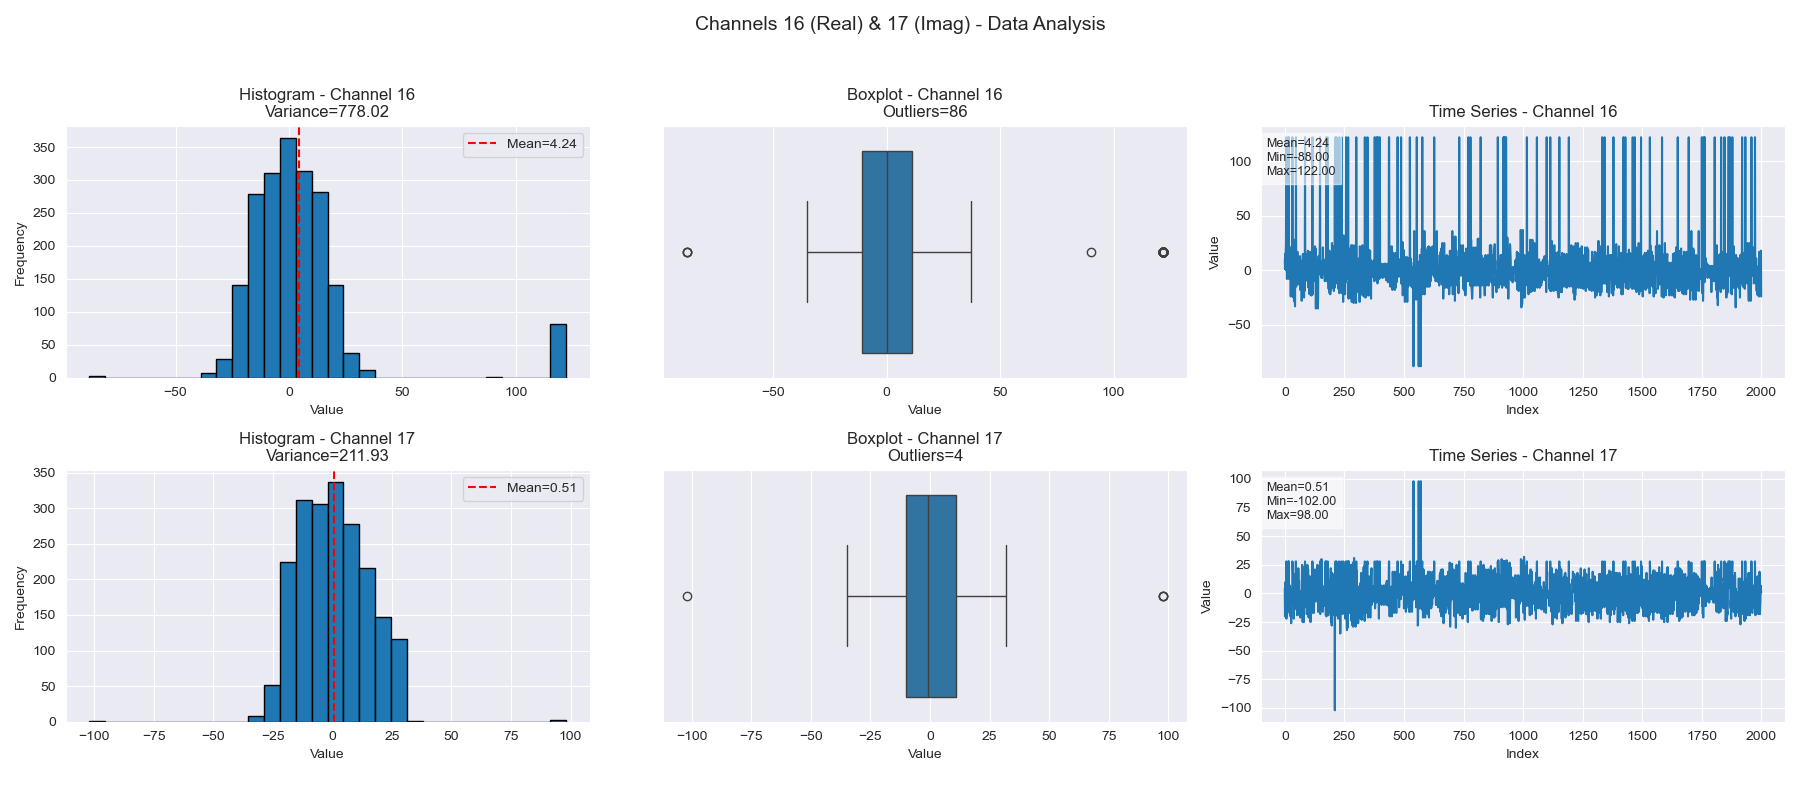 Channels 16 (Real) & 17 (Imag) - Data Analysis
Histogram - Channel 16
Variance=778.02
Mean=4.24
Frequency
350
300
250
200
150
100
50
0
−50
0
50
100
Value
Boxplot - Channel 16
Outliers=86
−50
0
50
100
Value
Time Series - Channel 16
Mean=4.24
Min=-88.00
Max=122.00
Value
100
50
0
−50
0
250
500
750
1000
1250
1500
1750
2000
Index
Histogram - Channel 17
Variance=211.93
Mean=0.51
Frequency
350
300
250
200
150
100
50
0
−100
−75
−50
−25
0
25
50
75
100
Value
Boxplot - Channel 17
Outliers=4
−100
−75
−50
−25
0
25
50
75
100
Value
Time Series - Channel 17
Mean=0.51
Min=-102.00
Max=98.00
Value
100
75
50
25
0
−25
−50
−75
−100
0
250
500
750
1000
1250
1500
1750
2000
Index